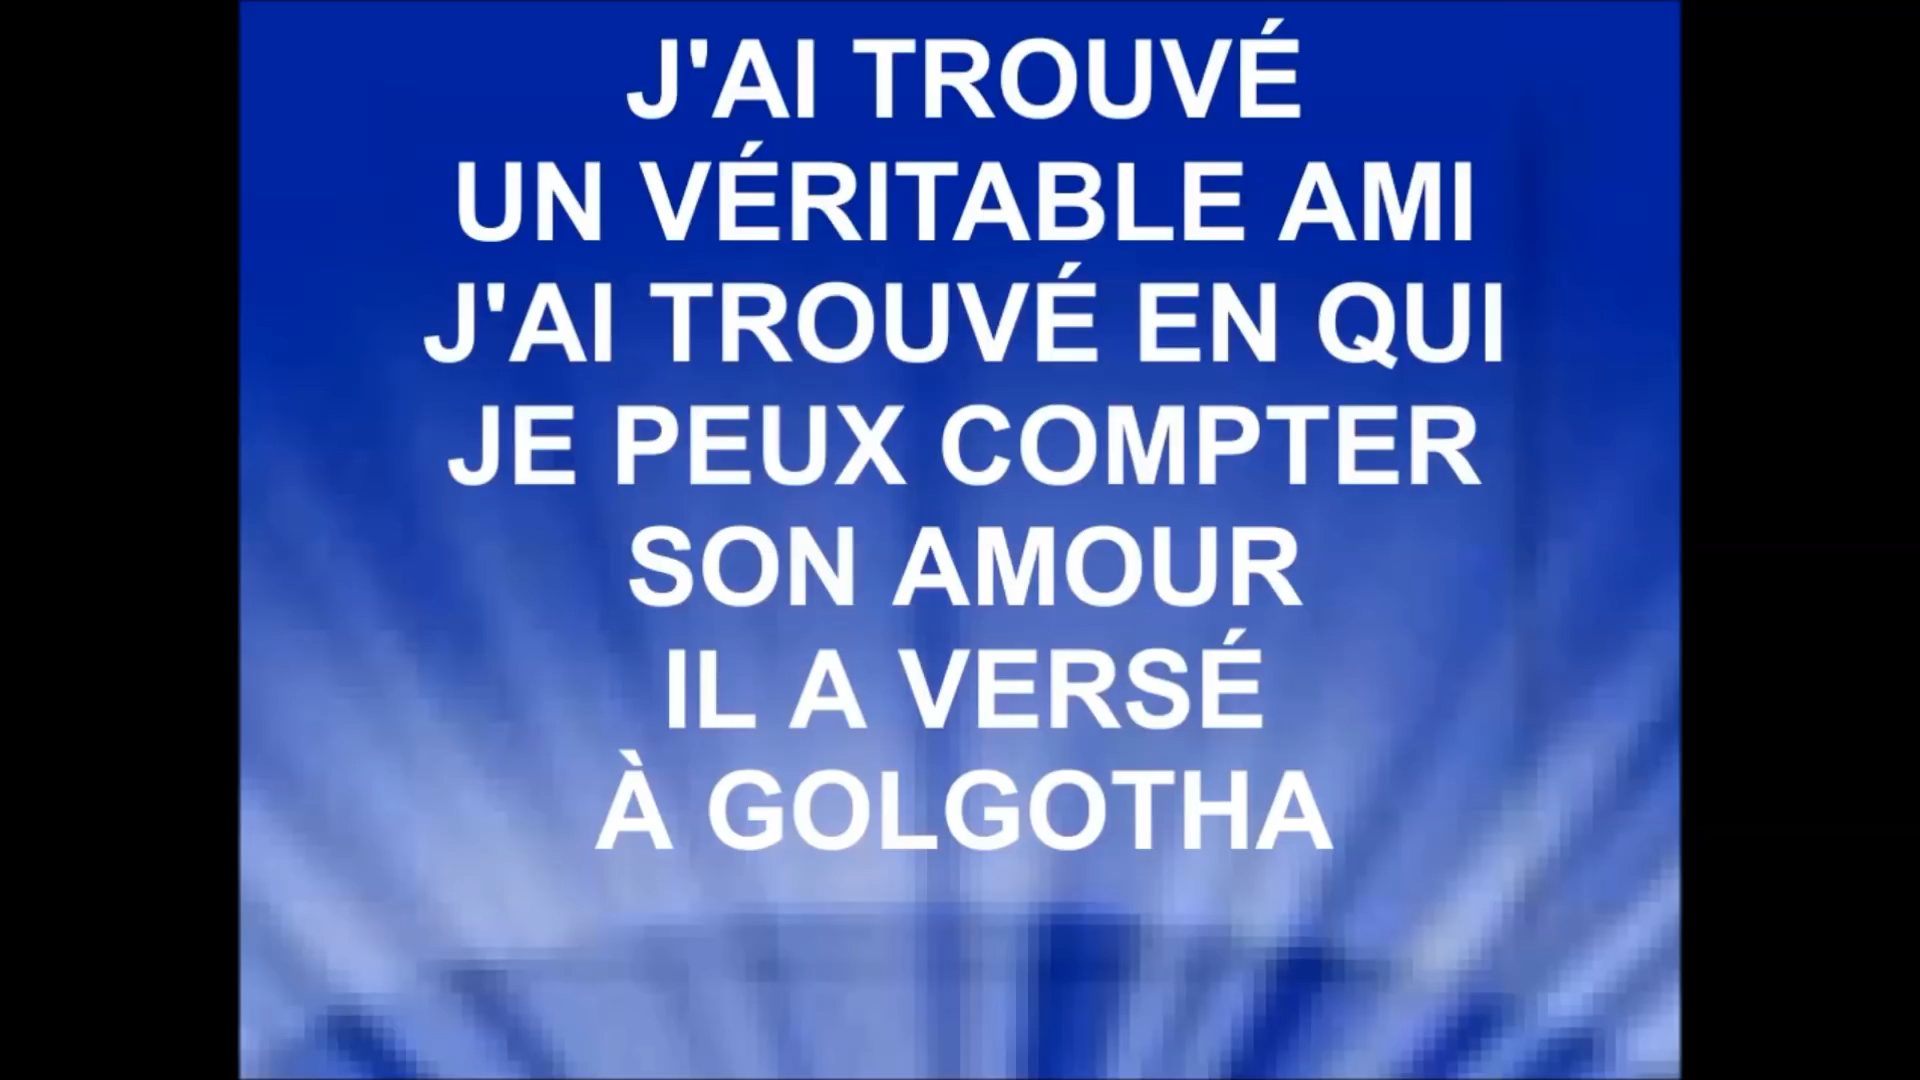 J'AI TROUVÉ
UN VÉRITABLE AMI
J'AI TROUVÉ EN QUI
JE PEUX COMPTER
SON AMOUR
IL A VERSÉ
À GOLGOTHA